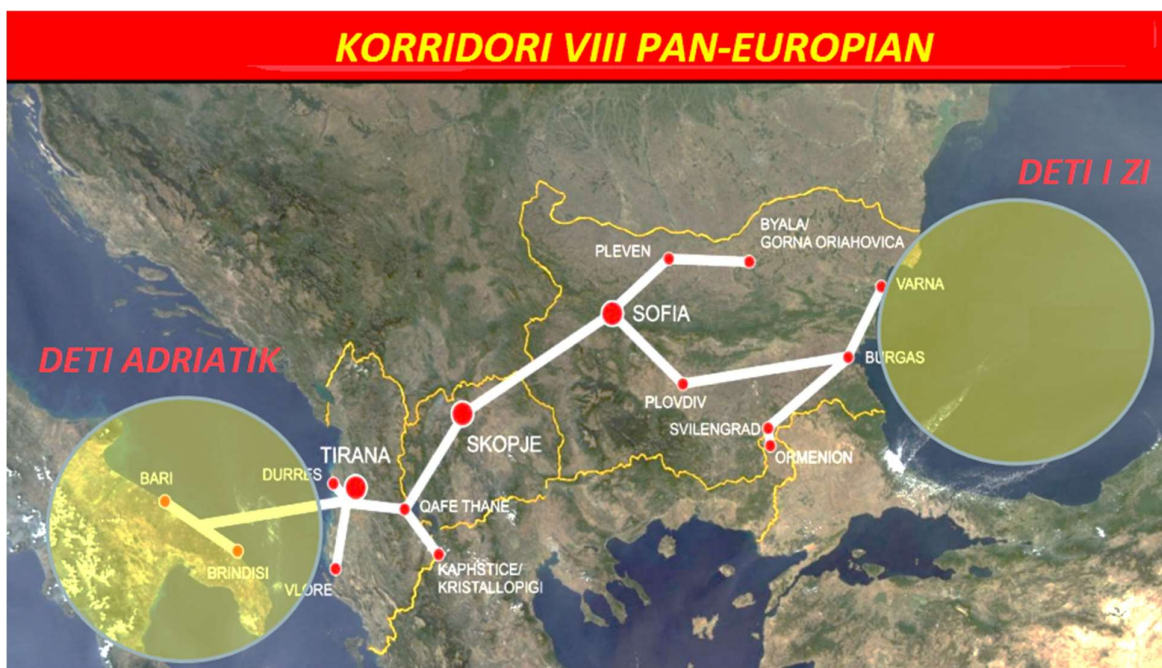 KORRIDORI VIII PAN-EUROPIAN
DETI I ZI
BYALA/
GORNA ORIAHOVICA
PLEVEN
VARNA
SOFIA
BURGAS
DETI ADRIATIK
PLOVDIV
SVILENGRAD
ORMENION
SKOPJE
TIRANA
DURRES
BARI
QAFE THANE
BRINDISI
VLORE
KAPHSTICE/
KRISTALLOPIGI